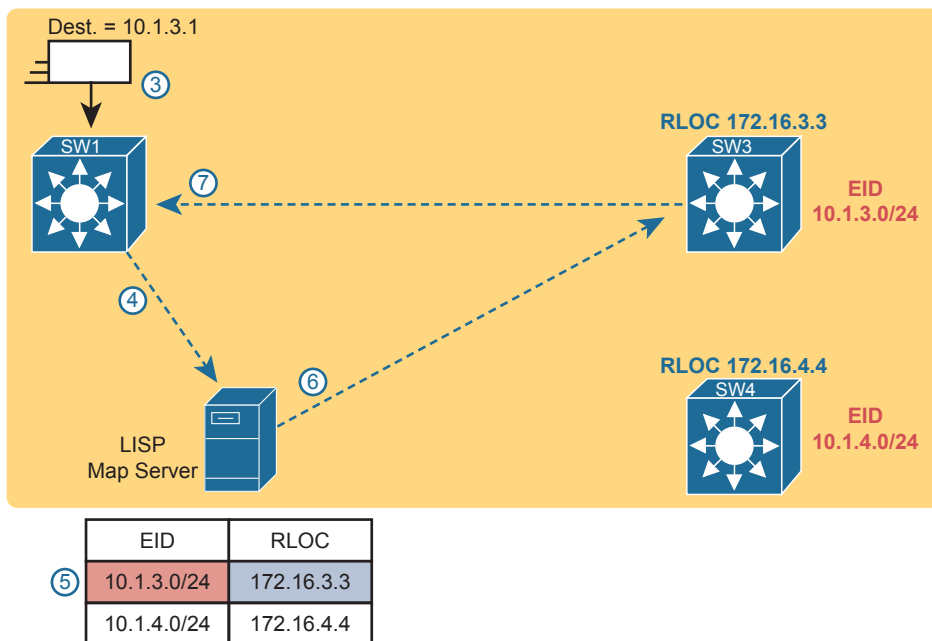 Dest. = 10.1.3.1
3
SW1
RLOC 172.16.3.3
SW3
EID
10.1.3.0/24
7
4
6
LISP
Map Server
RLOC 172.16.4.4
SW4
EID
10.1.4.0/24
EID RLOC
5 10.1.3.0/24 172.16.3.3
10.1.4.0/24 172.16.4.4